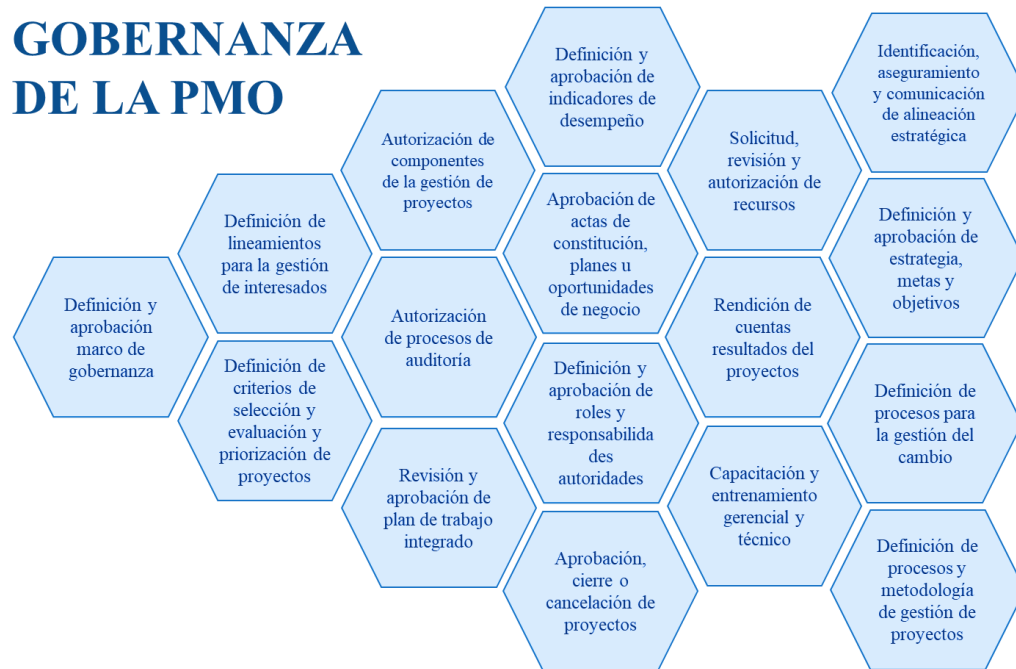 GOBERNANZA
DE LA PMO
Definición y
aprobación
marco de
gobernanza
Definición de
lineamientos
para la gestión
de interesados
Definición de
criterios de
selección y
evaluación y
priorización de
proyectos
Autorización de
componentes
de la gestión de
proyectos
Autorización
de procesos de
auditoría
Revisión y
aprobación de
plan de trabajo
integrado
Definición y
aprobación de
indicadores de
desempeño
Aprobación de
actas de
constitución,
planes u
oportunidades
de negocio
Definición y
aprobación de
roles y
responsabilida
des
autoridades
Aprobación,
cierre o
cancelación de
proyectos
Solicitud,
revisión y
autorización de
recursos
Rendición de
cuentas
resultados del
proyectos
Capacitación y
entrenamiento
gerencial y
técnico
Identificación,
aseguramiento
y comunicación
de alineación
estratégica
Definición y
aprobación de
estrategia,
metas y
objetivos
Definición de
procesos para
la gestión del
cambio
Definición de
procesos y
metodología
de gestión de
proyectos